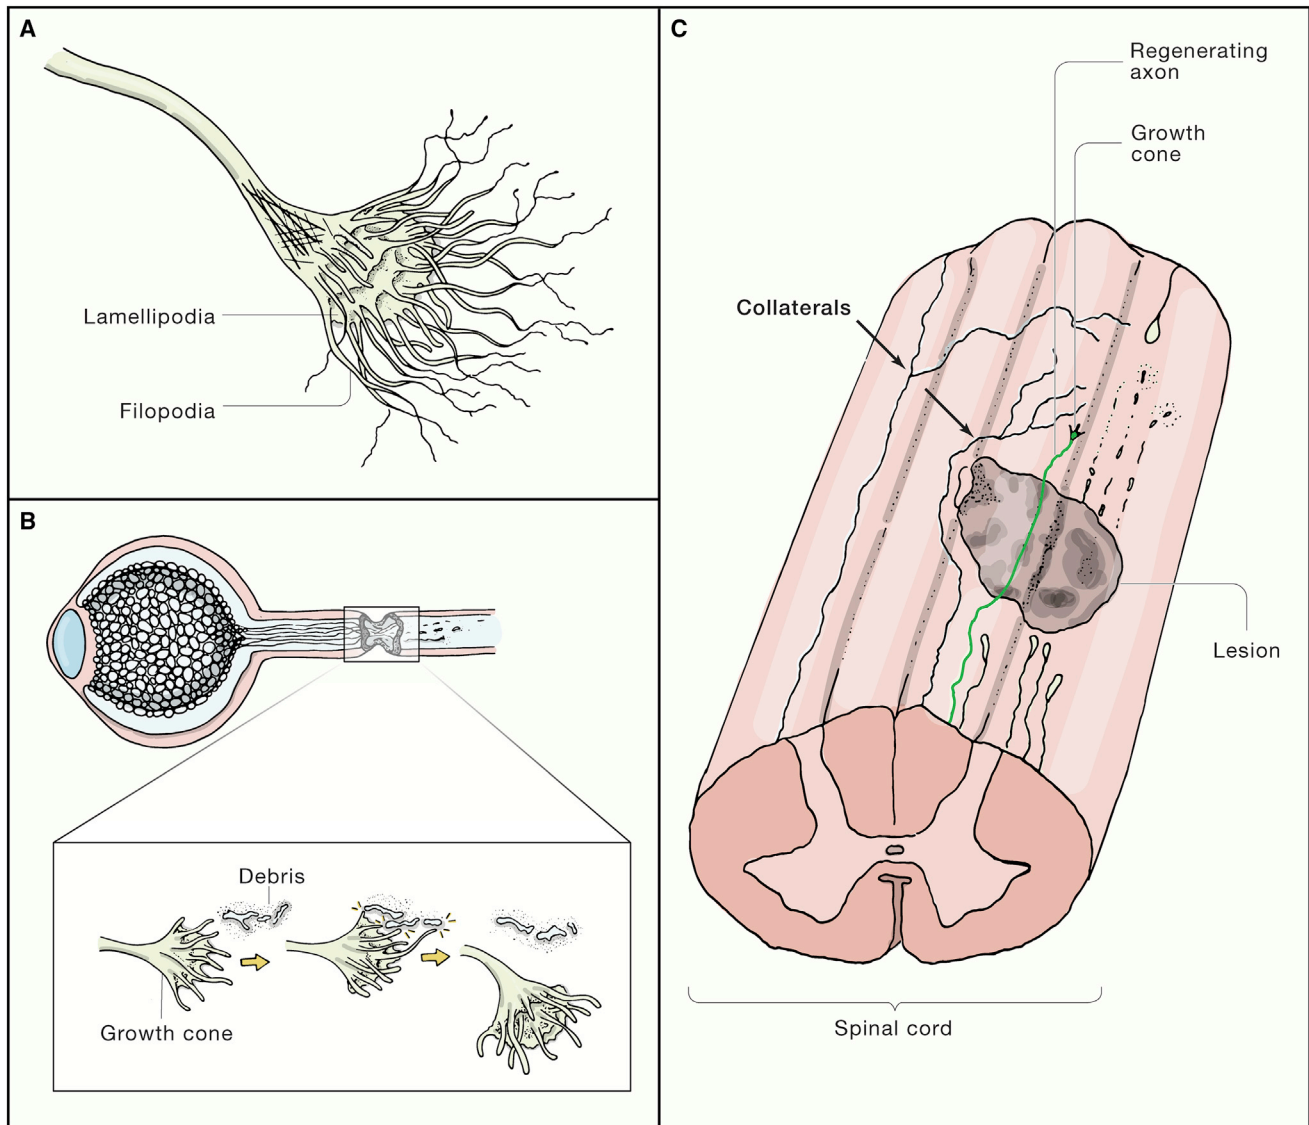 A
Lamellipodia
Filopodia
B
Debris
Growth cone
C
Regenerating
axon
Growth
cone
Collaterals
Lesion
Spinal cord